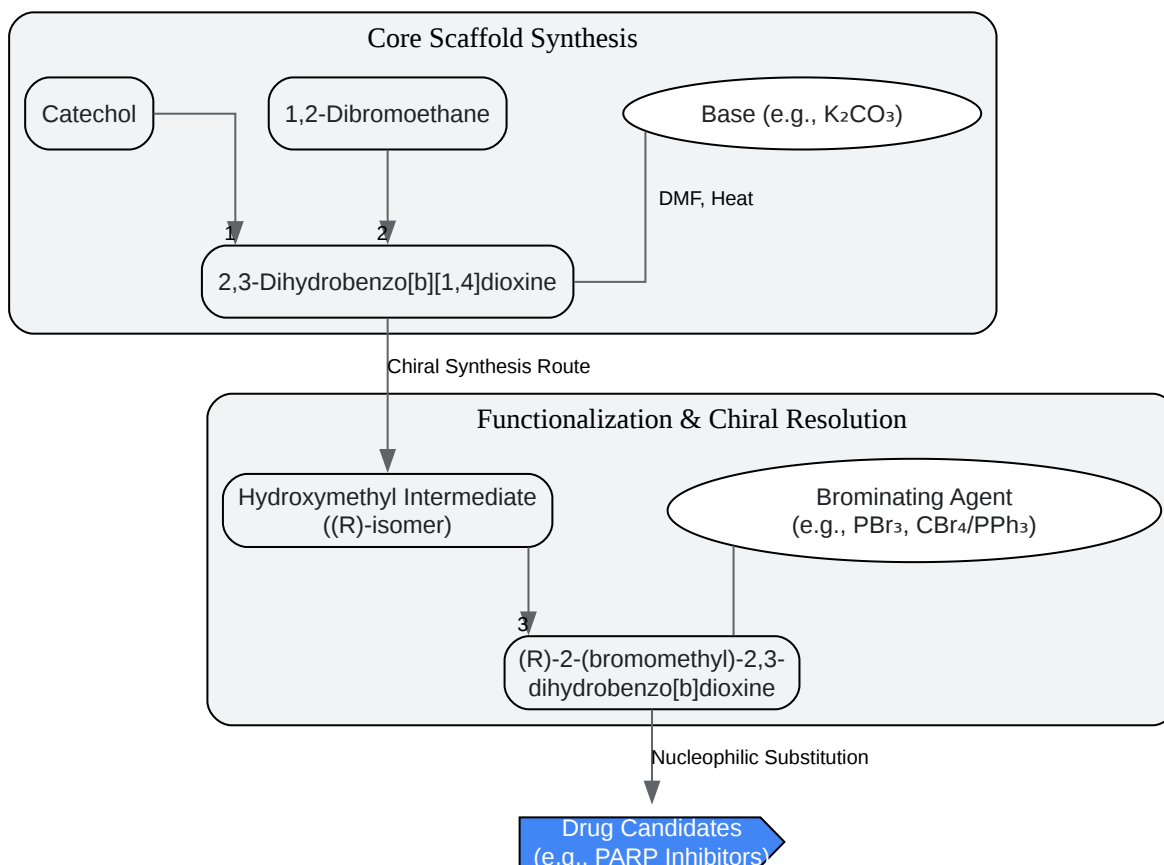 Core Scaffold Synthesis
Catechol
1,2-Dibromoethane
Base (e.g., K₂CO₃)
DMF, Heat
1
2
2,3-Dihydrobenzo[b][1,4]dioxine
Chiral Synthesis Route
Functionalization & Chiral Resolution
Hydroxymethyl Intermediate
((R)-isomer)
Brominating Agent
(e.g., PBr₃, CBr₄/PPh₃)
3
(R)-2-(bromomethyl)-2,3-
dihydrobenzo[b]dioxine
Nucleophilic Substitution
Drug Candidates
(e.g., PARP Inhibitors)